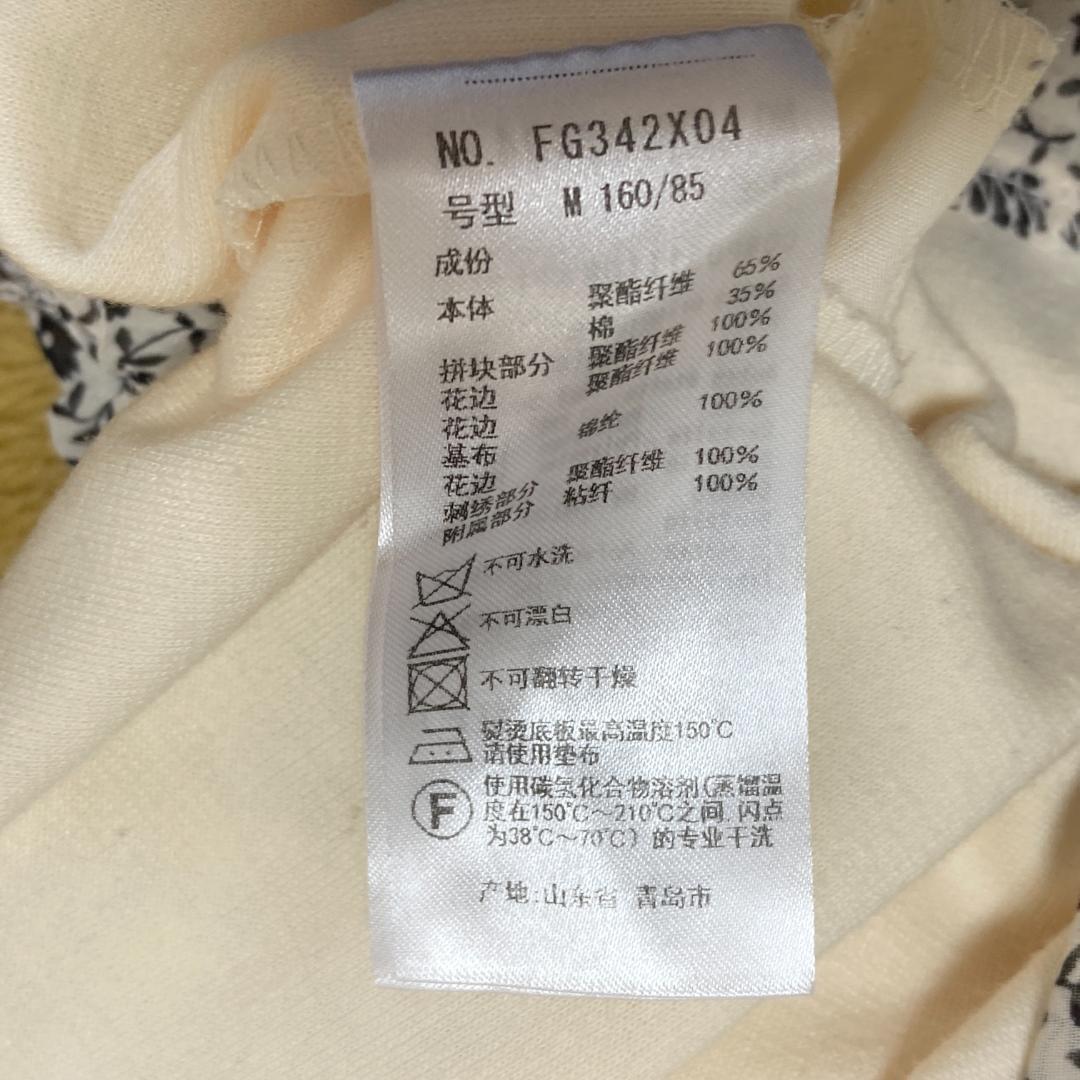 NO. FG342X04
号型 M 160/85
成份
本体 聚酯纤维 65%
棉 35%
拼块部分 聚酯纤维 100%
花边 聚酯纤维 100%
花边
基布 锦纶 100%
花边
刺绣部分 聚酯纤维 100%
附属部分 粘纤 100%
不可水洗
不可漂白
不可翻转干燥
熨烫底板最高温度150℃
请使用垫布
F
使用碳氢化合物溶剂(蒸馏温
度在150℃~210℃之间,闪点
为38℃~70℃)的专业干洗
产地:山东省 青岛市